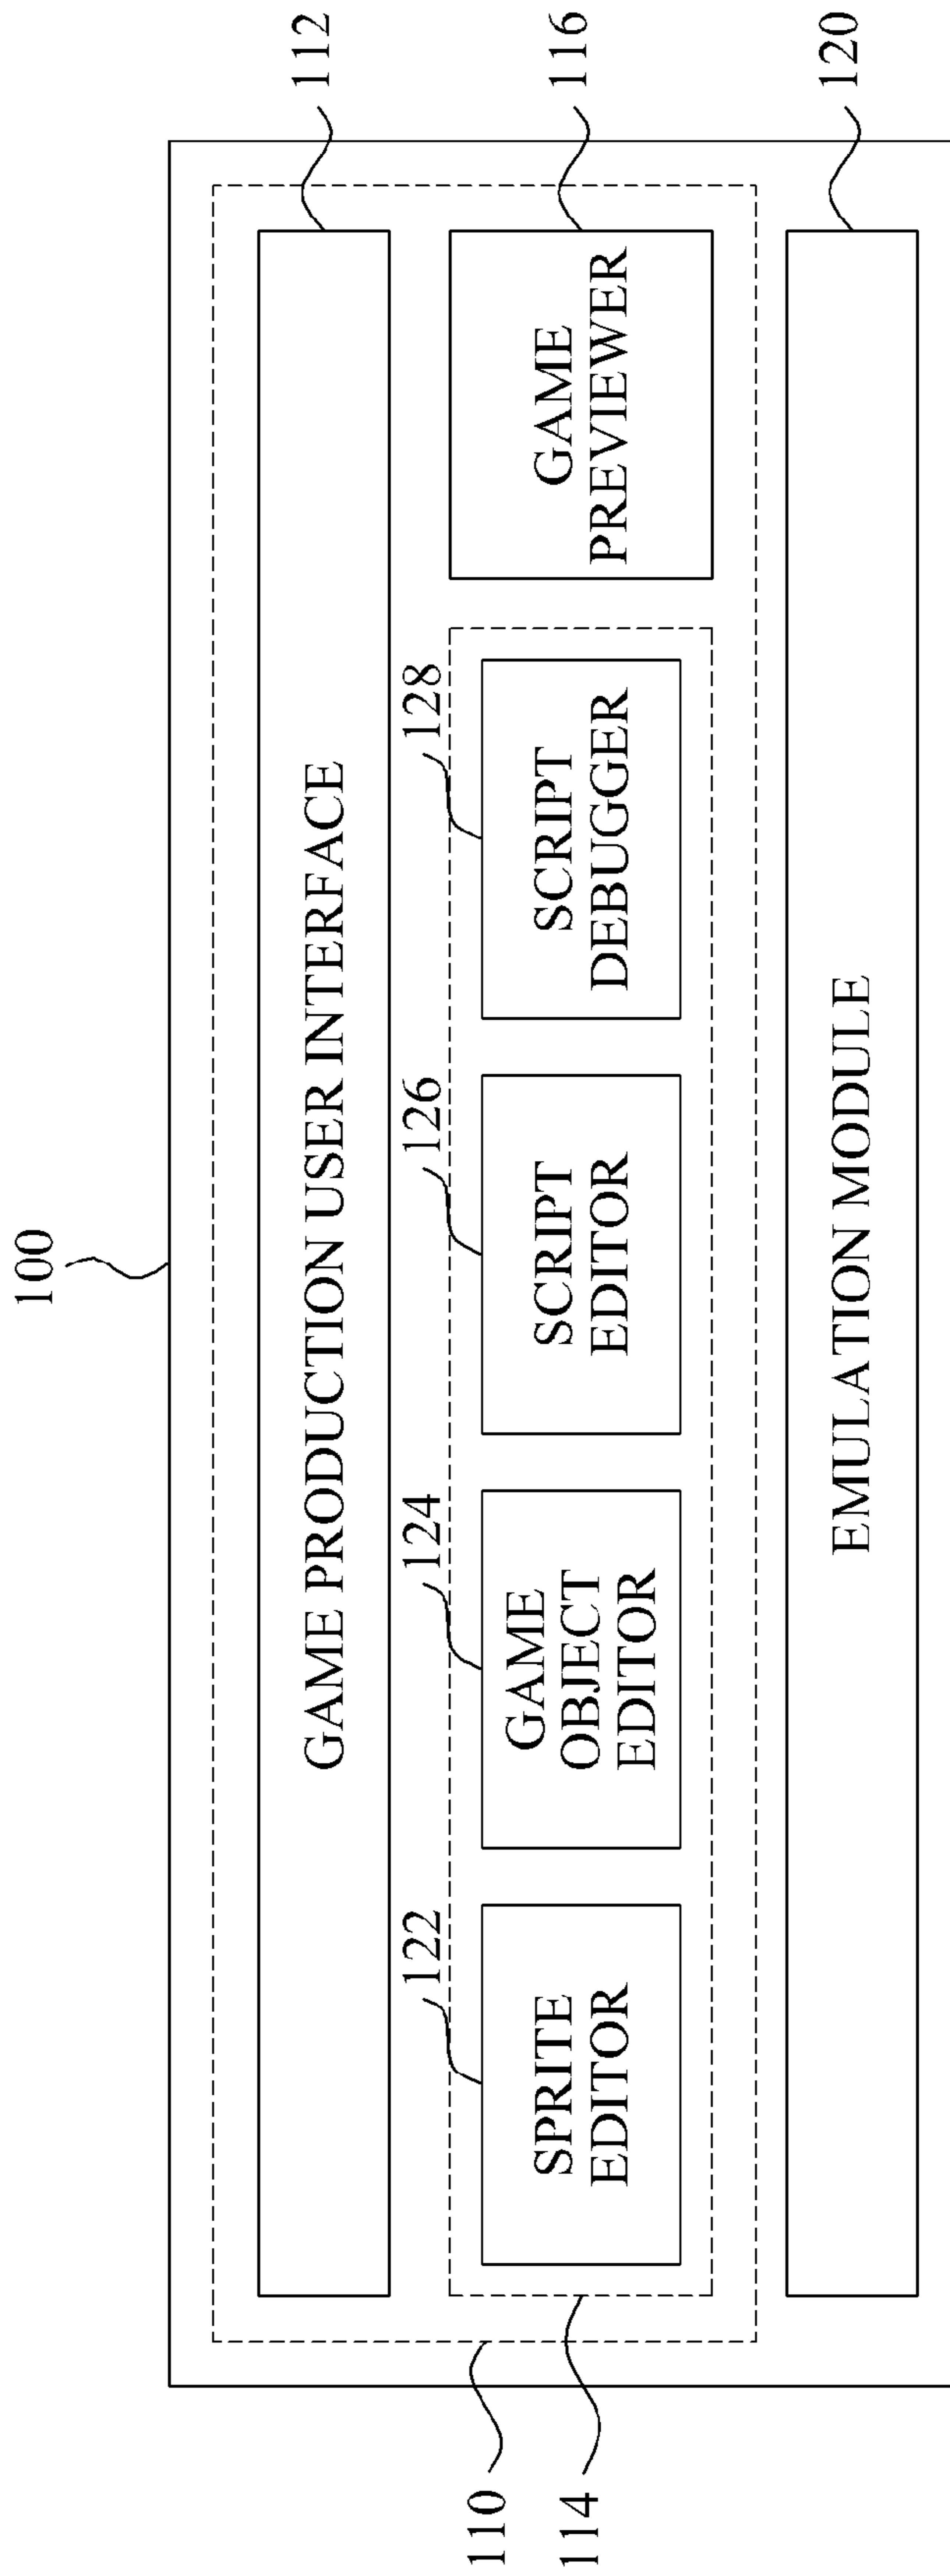 100
GAME PRODUCTION USER INTERFACE
112
122
124
126
128
SPRITE
EDITOR
GAME
OBJECT
EDITOR
SCRIPT
EDITOR
SCRIPT
DEBUGGER
GAME
PREVIEWER
116
110
114
EMULATION MODULE
120